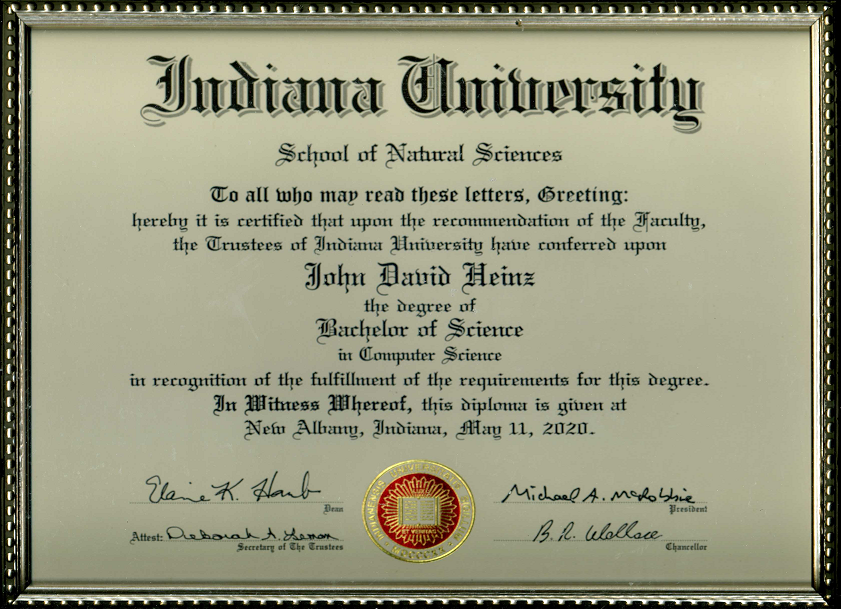 Indiana University
School of Natural Sciences
To all who may read these letters, Greeting:
hereby it is certified that upon the recommendation of the Faculty,
the Trustees of Indiana University have conferred upon
John David Heinz
the degree of
Bachelor of Science
in Computer Science
in recognition of the fulfillment of the requirements for this degree.
In Witness Whereof, this diploma is given at
New Albany, Indiana, May 11, 2020.
Elaine K. Haub
Dean
Michael A. McRobbie
President
Attest: Deborah A. Lemon
Secretary of The Trustees
B. R. Wallace
Chancellor